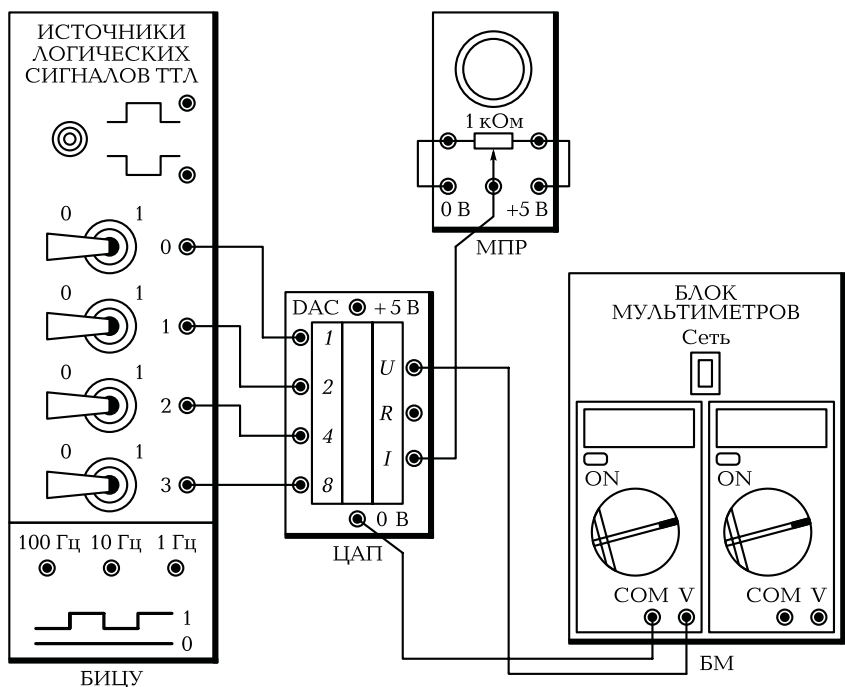 ИСТОЧНИКИ
ЛОГИЧЕСКИХ
СИГНАЛОВ ТТЛ
0 1
0
0 1
1
0 1
2
0 1
3
100 Гц 10 Гц 1 Гц
1
0
БИЦУ
1 кОм
0 В +5 В
МПР
DAC +5 В
1
U
2
R
4
I
8
0 В
ЦАП
БЛОК
МУЛЬТИМЕТРОВ
Сеть
ON ON
COM V COM V
БМ